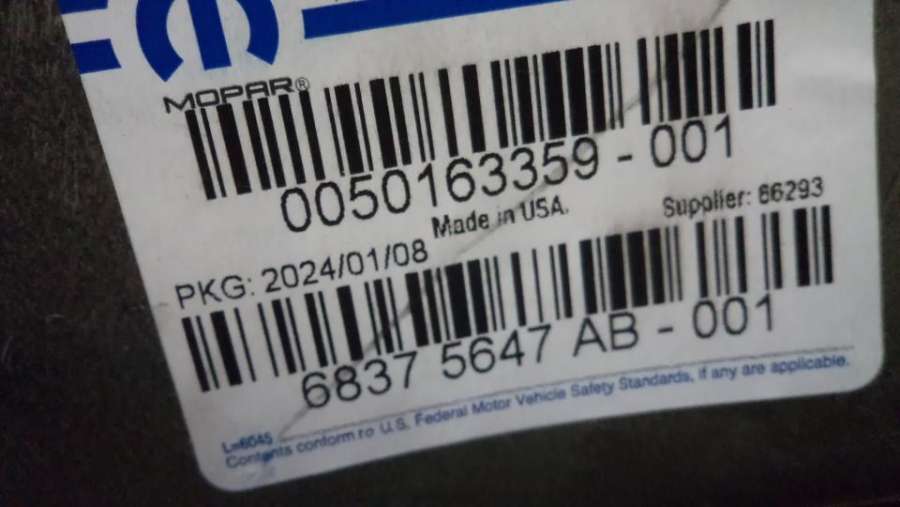 MOPAR®
0050163359 - 001
Made in USA.
Supplier: 86293
PKG: 2024/01/08
6837 5647 AB - 001
L=6045
Contents conform to U.S. Federal Motor Vehicle Safety Standards, if any are applicable.